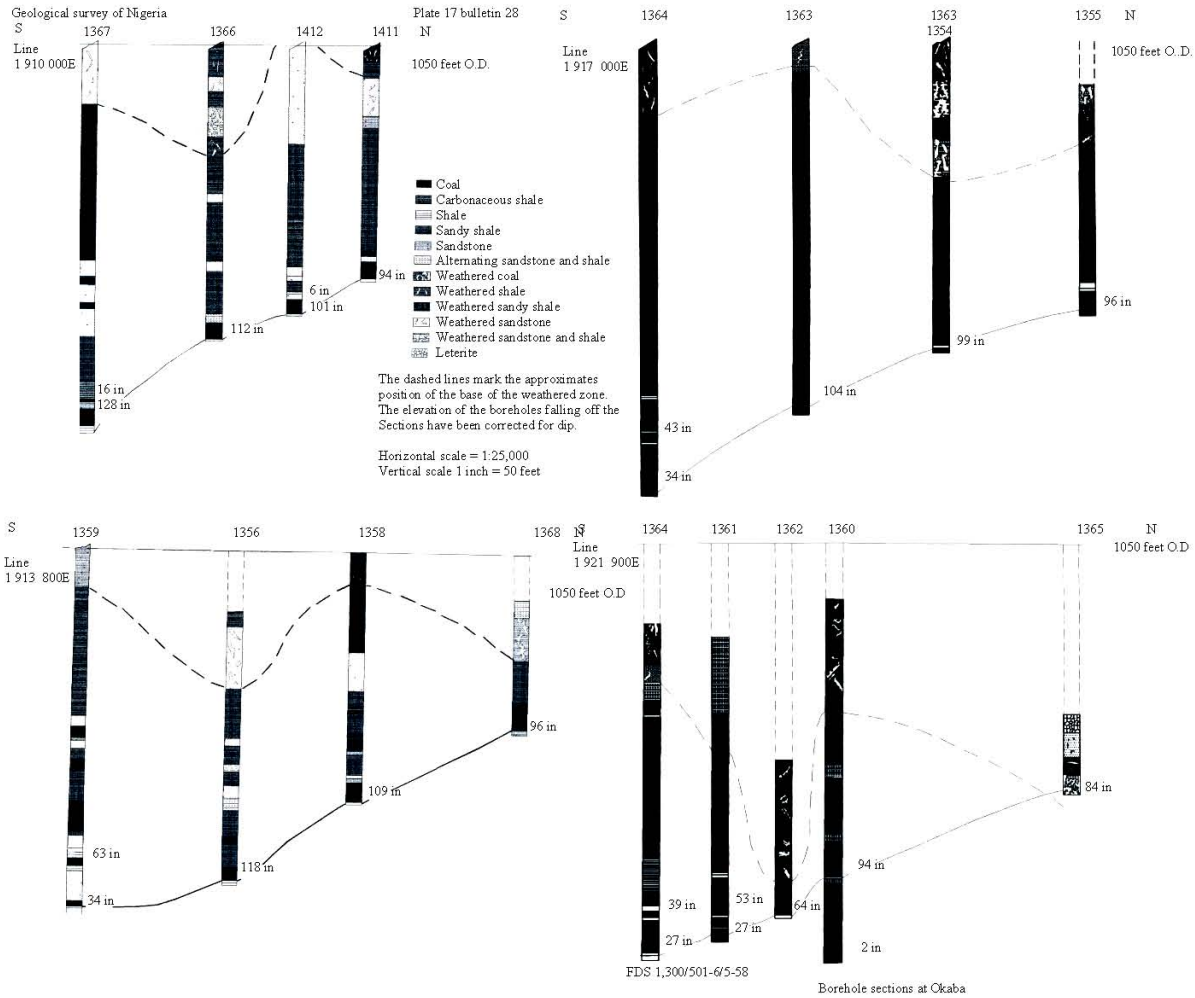 Geological survey of Nigeria
Plate 17 bulletin 28
S 1367 1366 1412 1411 N
Line
1 910 000E
1050 feet O.D.
16 in
128 in
112 in
6 in
101 in
94 in
S 1364 1363 1363 1355 N
1354
Line
1 917 000E
1050 feet O.D.
43 in
34 in
104 in
99 in
96 in
Coal
Carbonaceous shale
Shale
Sandy shale
Sandstone
Alternating sandstone and shale
Weathered coal
Weathered shale
Weathered sandy shale
Weathered sandstone
Weathered sandstone and shale
Leterite
The dashed lines mark the approximates
position of the base of the weathered zone.
The elevation of the boreholes falling off the
Sections have been corrected for dip.
Horizontal scale = 1:25,000
Vertical scale 1 inch = 50 feet
S 1359 1356 1358 1368 N
Line
1 913 800E
1050 feet O.D
63 in
34 in
118 in
109 in
96 in
S 1364 1361 1362 1360 1365 N
Line
1 921 900E
1050 feet O.D
39 in
27 in
53 in
27 in
64 in
94 in
2 in
84 in
FDS 1,300/501-6/5-58
Borehole sections at Okaba